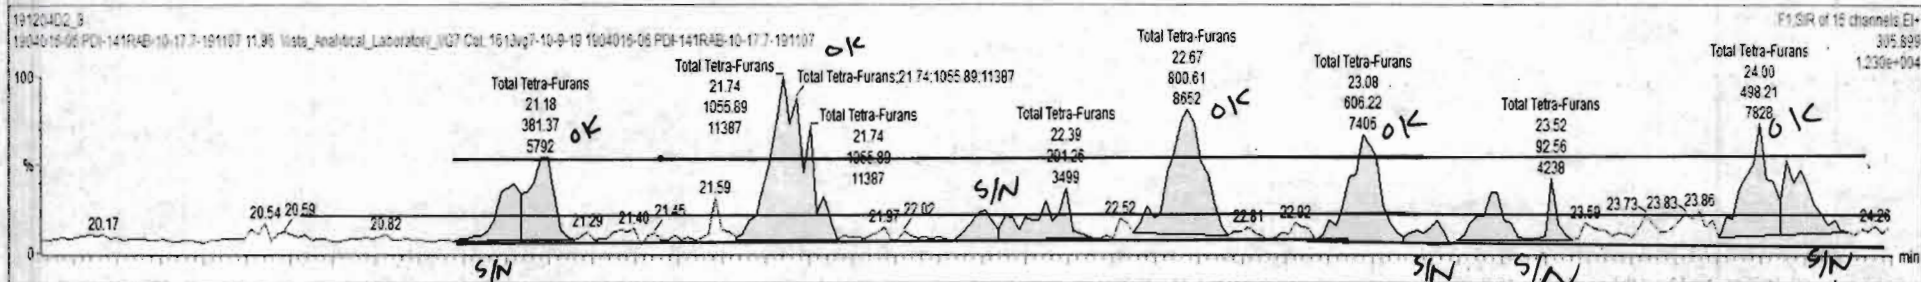 191204D2_9
F1:SIR of 15 channels,EI+
1904016-06 PDI-141RAB-10-17.7-191107 11.96 Vista_Analytical_Laboratory_VG7 Col. 1613vg7-10-9-19 1904016-06 PDI-141RAB-10-17.7-191107
305.899
1.239e+004
100
%
0
Total Tetra-Furans
21.18
381.37
5792
OK
Total Tetra-Furans
21.74
1055.89
11387
OK
Total Tetra-Furans;21.74;1055.89;11387
Total Tetra-Furans
21.74
1055.89
11387
Total Tetra-Furans
22.39
201.26
3499
Total Tetra-Furans
22.67
800.61
8652
OK
Total Tetra-Furans
23.08
606.22
7405
OK
Total Tetra-Furans
23.52
92.56
4238
Total Tetra-Furans
24.00
498.21
7828
OK
20.17
20.54
20.59
20.82
21.29
21.40
21.45
21.59
21.97
22.02
S/N
22.52
22.81
22.92
23.59
23.73
23.83
23.86
24.26
min
S/N
S/N
S/N
S/N